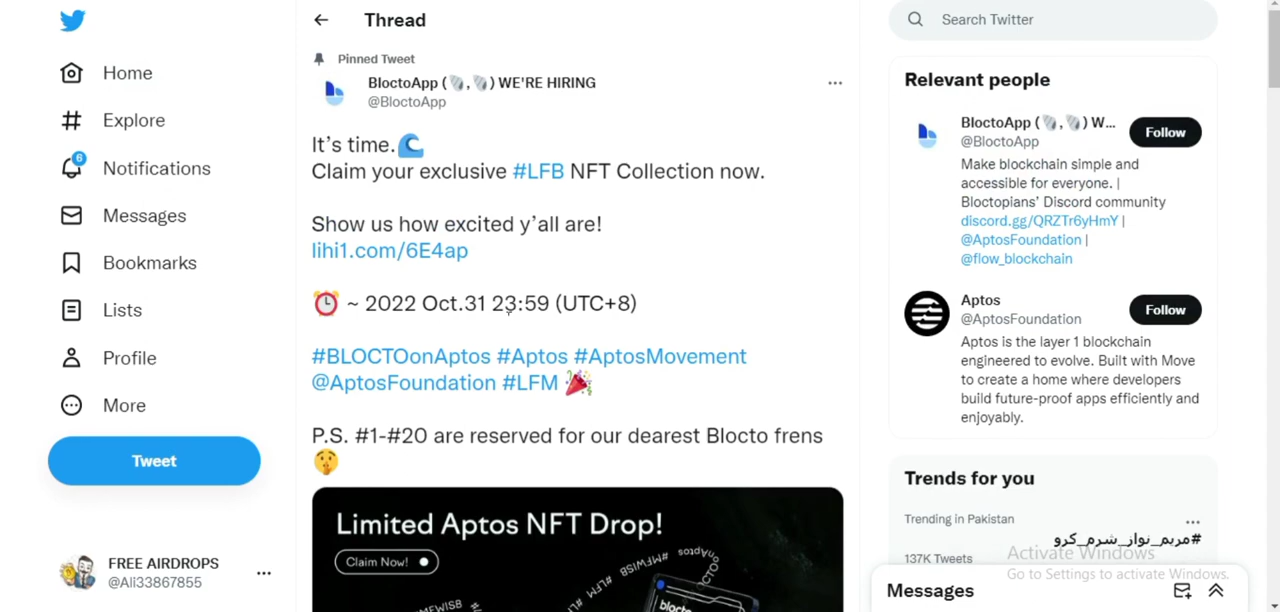 Home
Explore
6
Notifications
Messages
Bookmarks
Lists
Profile
More
Tweet
FREE AIRDROPS
@Ali33867855
Thread
Pinned Tweet
BloctoApp (🦪,🦪) WE'RE HIRING
@BloctoApp
It's time.🌊
Claim your exclusive #LFB NFT Collection now.
Show us how excited y'all are!
lihi1.com/6E4ap
⏰ ~ 2022 Oct.31 23:59 (UTC+8)
#BLOCTOonAptos #Aptos #AptosMovement
@AptosFoundation #LFM 🎉
P.S. #1-#20 are reserved for our dearest Blocto frens
🤫
Limited Aptos NFT Drop!
Claim Now!
#LFM #LFMWISB
onAptos
blocto
Search Twitter
Relevant people
BloctoApp (🦪,🦪) W...
@BloctoApp
Follow
Make blockchain simple and
accessible for everyone. |
Bloctopians' Discord community
discord.gg/QRZTr6yHmY |
@AptosFoundation |
@flow_blockchain
Aptos
@AptosFoundation
Follow
Aptos is the layer 1 blockchain
engineered to evolve. Built with Move
to create a home where developers
build future-proof apps efficiently and
enjoyably.
Trends for you
Trending in Pakistan
#مریم_نواز_شرم_کرو
137K Tweets
Activate Windows
Go to Settings to activate Windows.
Messages